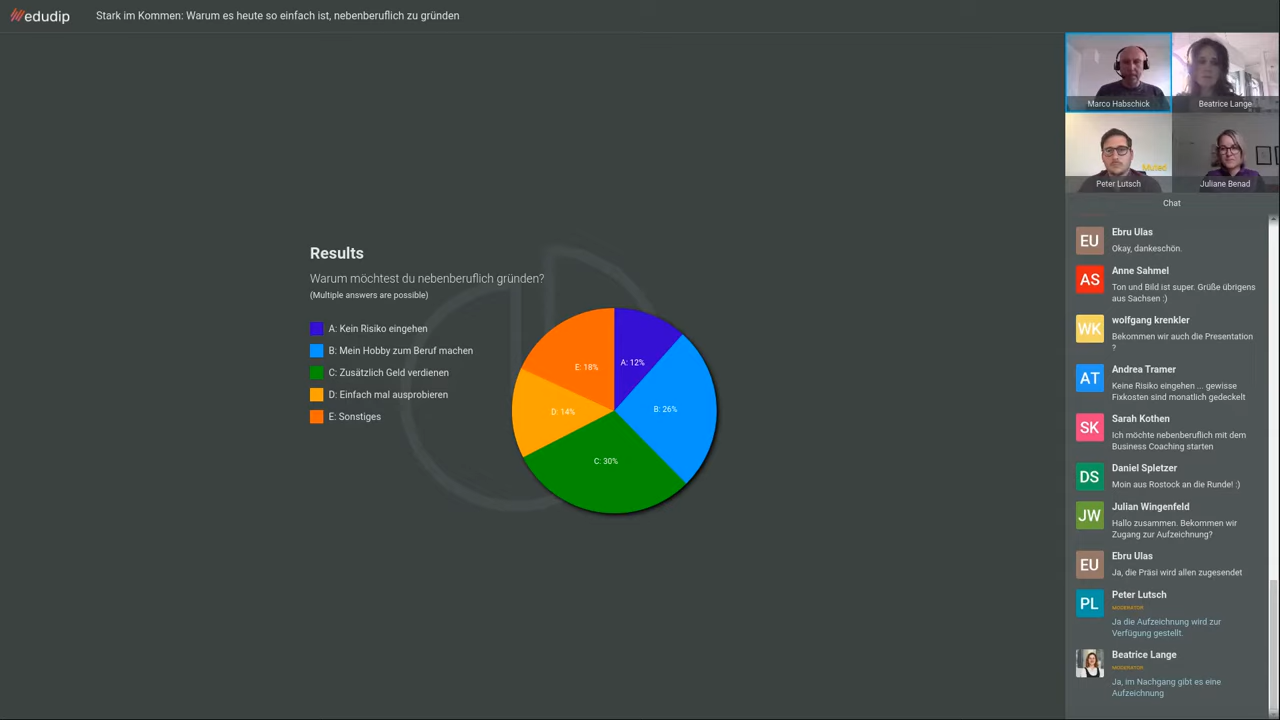 edudip
Stark im Kommen: Warum es heute so einfach ist, nebenberuflich zu gründen
Marco Habschick
Beatrice Lange
Muted
Peter Lutsch
Juliane Benad
Results
Warum möchtest du nebenberuflich gründen?
(Multiple answers are possible)
A: Kein Risiko eingehen
B: Mein Hobby zum Beruf machen
C: Zusätzlich Geld verdienen
D: Einfach mal ausprobieren
E: Sonstiges
A: 12%
B: 26%
C: 30%
D: 14%
E: 18%
Chat
EU
Ebru Ulas
Okay, dankeschön.
AS
Anne Sahmel
Ton und Bild ist super. Grüße übrigens
aus Sachsen :)
WK
wolfgang krenkler
Bekommen wir auch die Presentation
?
AT
Andrea Tramer
Keine Risiko eingehen ... gewisse
Fixkosten sind monatlich gedeckelt
SK
Sarah Kothen
Ich möchte nebenberuflich mit dem
Business Coaching starten
DS
Daniel Spletzer
Moin aus Rostock an die Runde! :)
JW
Julian Wingenfeld
Hallo zusammen. Bekommen wir
Zugang zur Aufzeichnung?
EU
Ebru Ulas
Ja, die Präsi wird allen zugesendet
PL
Peter Lutsch
MODERATOR
Ja die Aufzeichnung wird zur
Verfügung gestellt.
Beatrice Lange
MODERATOR
Ja, im Nachgang gibt es eine
Aufzeichnung